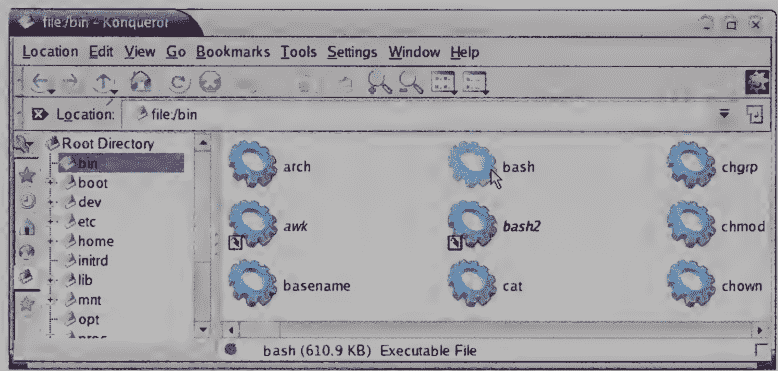 file:/bin - Konqueror
Location Edit View Go Bookmarks Tools Settings Window Help
Location: file:/bin
Root Directory
bin
boot
dev
etc
home
initrd
lib
mnt
opt
arch bash chgrp
awk bash2 chmod
basename cat chown
bash (610.9 KB) Executable File